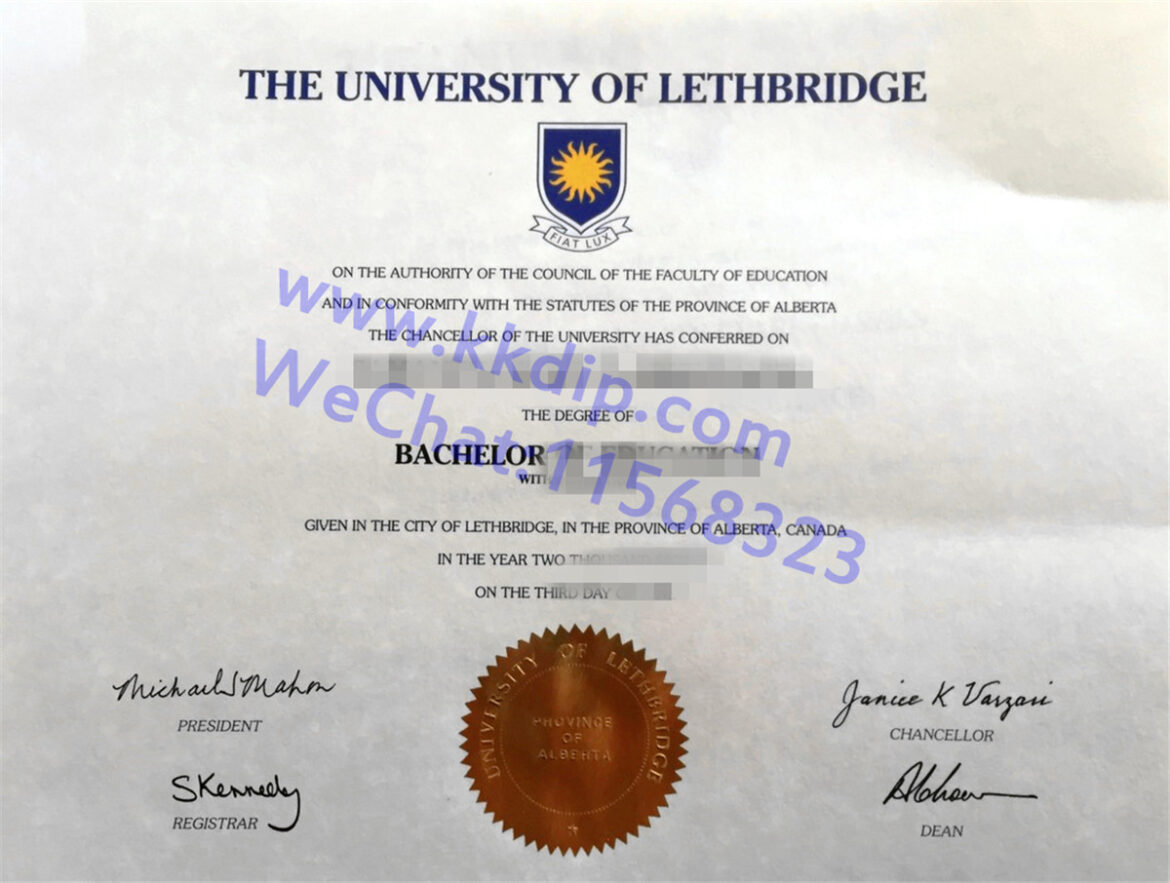 THE UNIVERSITY OF LETHBRIDGE
FIAT LUX
ON THE AUTHORITY OF THE COUNCIL OF THE FACULTY OF EDUCATION
AND IN CONFORMITY WITH THE STATUTES OF THE PROVINCE OF ALBERTA
THE CHANCELLOR OF THE UNIVERSITY HAS CONFERRED ON
www.kkdip.com
WeChat:11568323
THE DEGREE OF
BACHELOR OF EDUCATION
WITH
GIVEN IN THE CITY OF LETHBRIDGE, IN THE PROVINCE OF ALBERTA, CANADA
IN THE YEAR TWO THOUSAND
ON THE THIRD DAY
UNIVERSITY OF LETHBRIDGE
PROVINCE
OF
ALBERTA
Michael J Mahon
PRESIDENT
Janice K Varzari
CHANCELLOR
SKennedy
REGISTRAR
DEAN